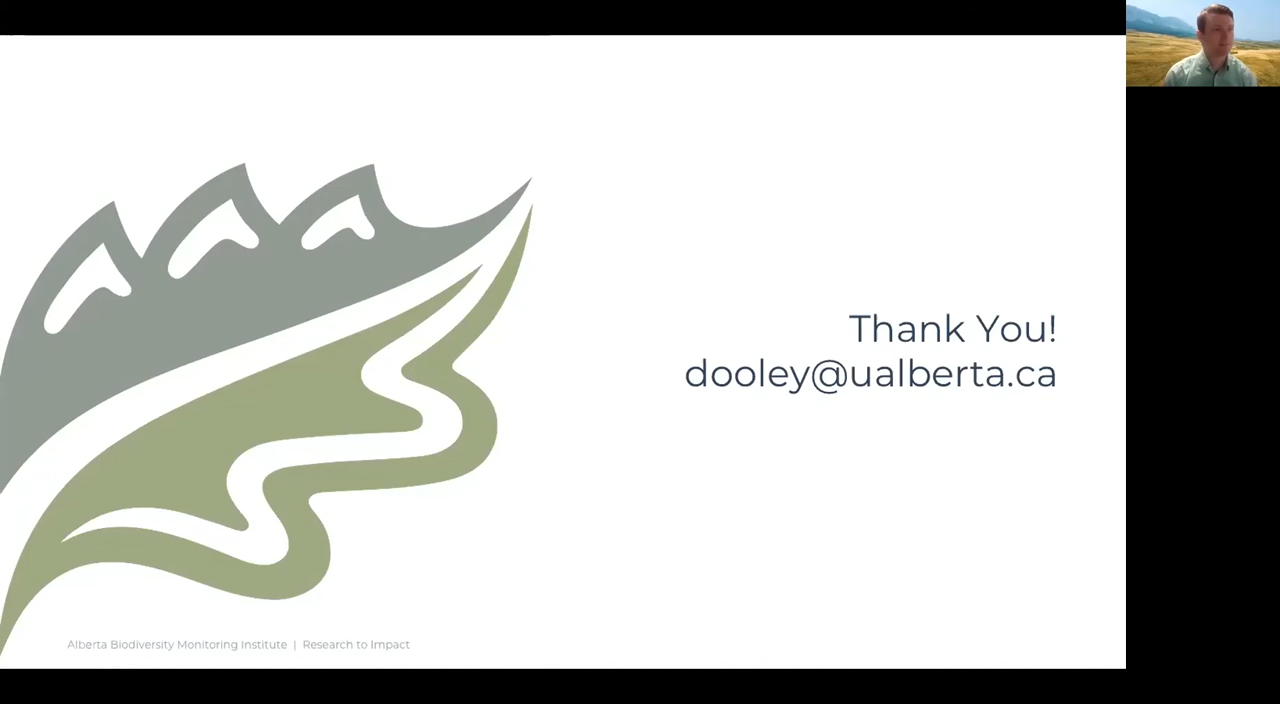 Thank You!
dooley@ualberta.ca
Alberta Biodiversity Monitoring Institute | Research to Impact